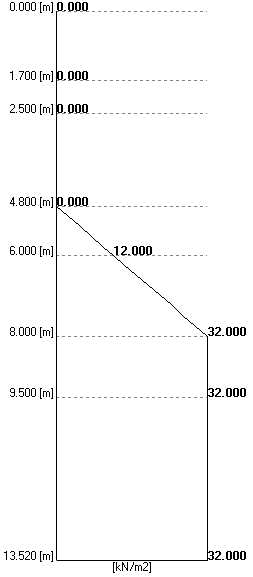 0.000 [m] 0.000
1.700 [m] 0.000
2.500 [m] 0.000
4.800 [m] 0.000
6.000 [m] 12.000
8.000 [m] 32.000
9.500 [m] 32.000
13.520 [m] 32.000
[kN/m2]